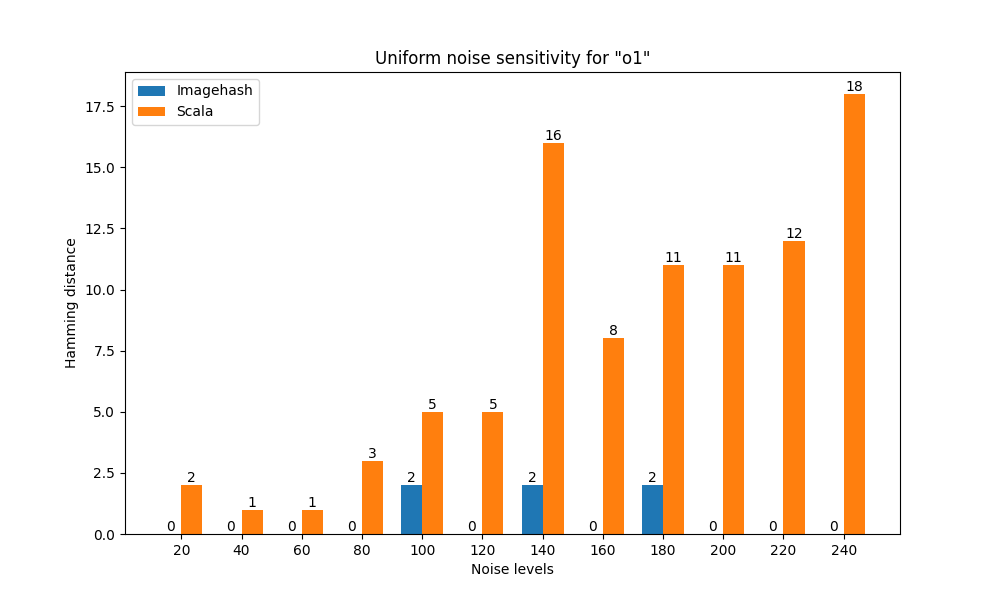 Uniform noise sensitivity for "o1"
Imagehash
Scala
Hamming distance
17.5
15.0
12.5
10.0
7.5
5.0
2.5
0.0
0 2 0 1 0 1 0 3 2 5 0 5 2 16 0 8 2 11 0 11 0 12 0 18
20 40 60 80 100 120 140 160 180 200 220 240
Noise levels